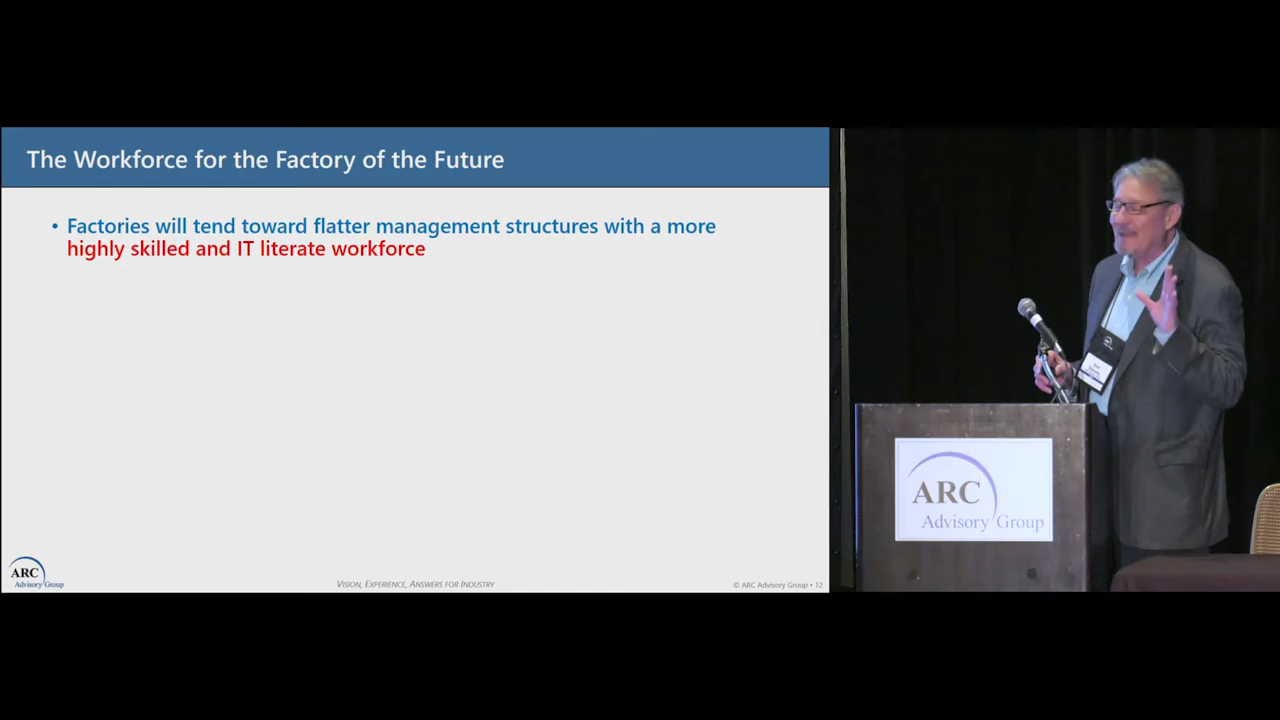 The Workforce for the Factory of the Future
• Factories will tend toward flatter management structures with a more
highly skilled and IT literate workforce
ARC
Advisory Group
VISION, EXPERIENCE, ANSWERS FOR INDUSTRY
© ARC Advisory Group • 12
ARC
Advisory Group